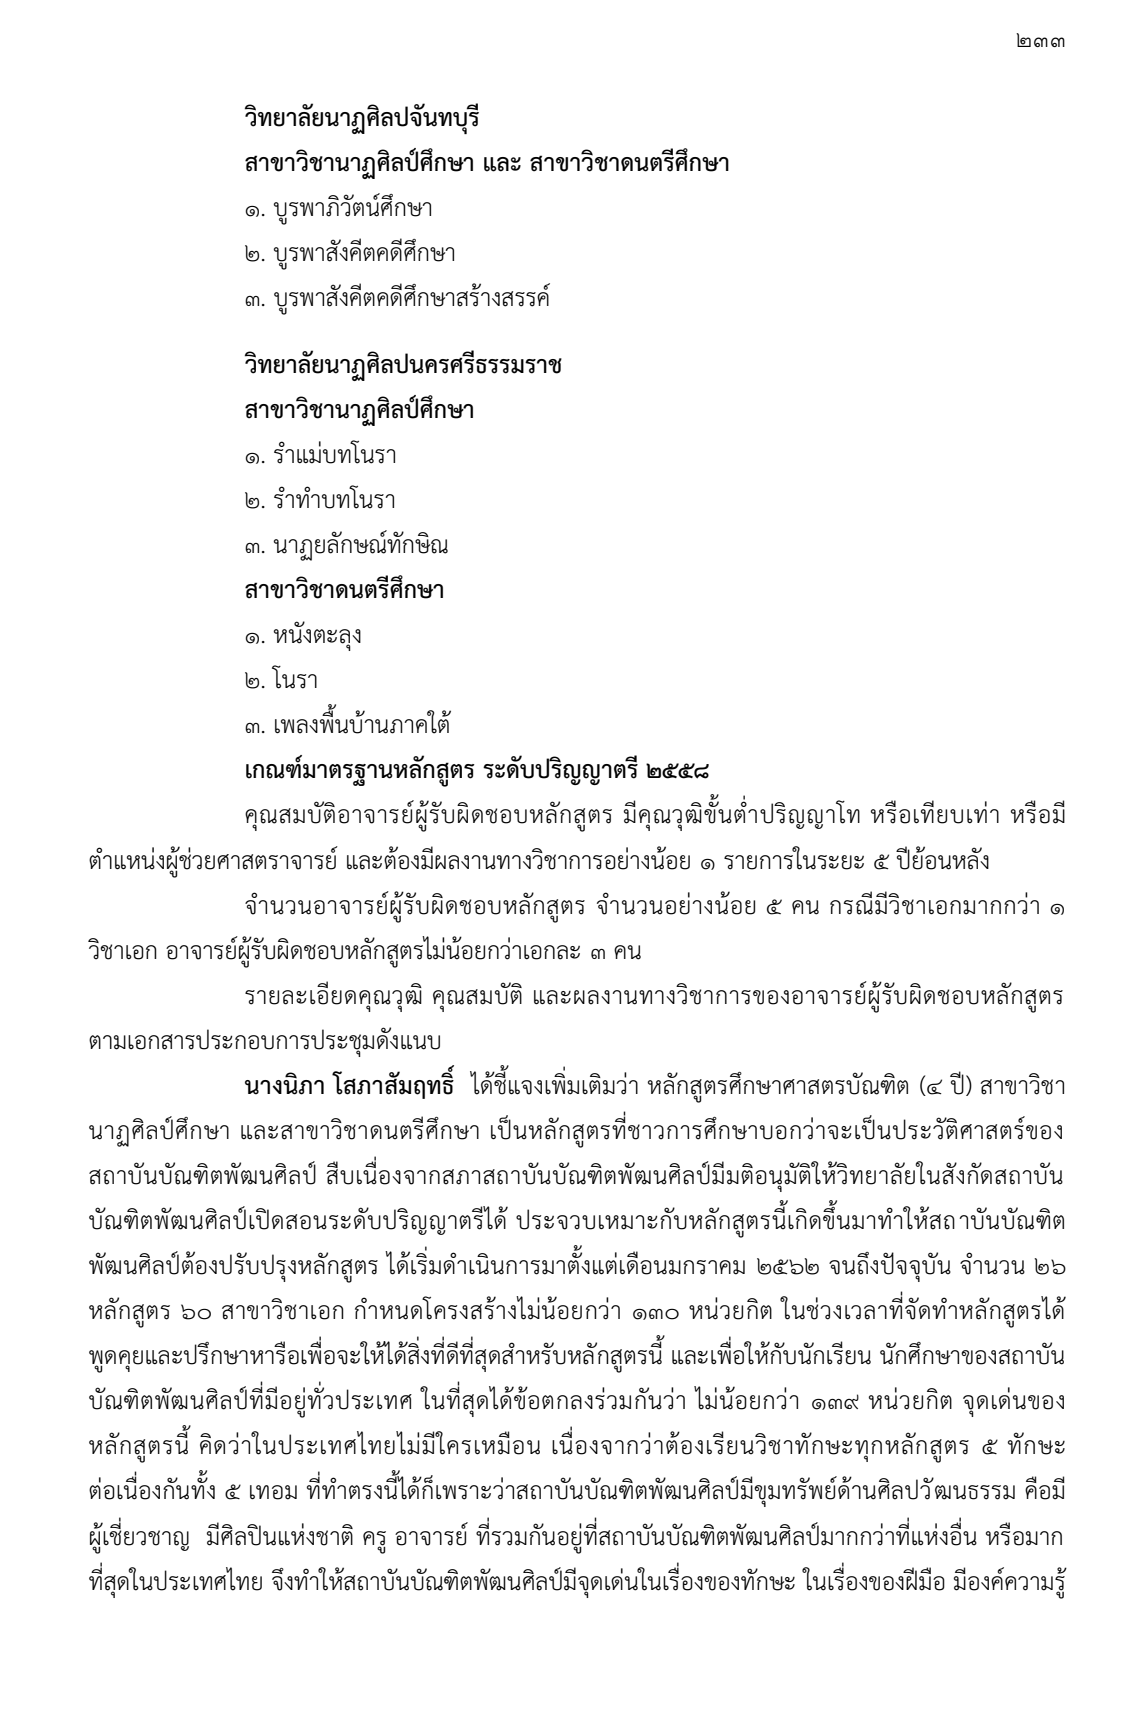 ๒๓๓
วิทยาลัยนาฏศิลปจันทบุรี
สาขาวิชานาฏศิลป์ศึกษา และ สาขาวิชาดนตรีศึกษา
๑. บูรพาภิวัตน์ศึกษา
๒. บูรพาสังคีตคดีศึกษา
๓. บูรพาสังคีตคดีศึกษาสร้างสรรค์
วิทยาลัยนาฏศิลปนครศรีธรรมราช
สาขาวิชานาฏศิลป์ศึกษา
๑. รำแม่บทโนรา
๒. รำทำบทโนรา
๓. นาฏยลักษณ์ทักษิณ
สาขาวิชาดนตรีศึกษา
๑. หนังตะลุง
๒. โนรา
๓. เพลงพื้นบ้านภาคใต้
เกณฑ์มาตรฐานหลักสูตร ระดับปริญญาตรี ๒๕๕๘
คุณสมบัติอาจารย์ผู้รับผิดชอบหลักสูตร มีคุณวุฒิขั้นต่ำปริญญาโท หรือเทียบเท่า หรือมี
ตำแหน่งผู้ช่วยศาสตราจารย์ และต้องมีผลงานทางวิชาการอย่างน้อย ๑ รายการในระยะ ๕ ปีย้อนหลัง
จำนวนอาจารย์ผู้รับผิดชอบหลักสูตร จำนวนอย่างน้อย ๕ คน กรณีมีวิชาเอกมากกว่า ๑
วิชาเอก อาจารย์ผู้รับผิดชอบหลักสูตรไม่น้อยกว่าเอกละ ๓ คน
รายละเอียดคุณวุฒิ คุณสมบัติ และผลงานทางวิชาการของอาจารย์ผู้รับผิดชอบหลักสูตร
ตามเอกสารประกอบการประชุมดังแนบ
นางนิภา โสภาสัมฤทธิ์ ได้ชี้แจงเพิ่มเติมว่า หลักสูตรศึกษาศาสตรบัณฑิต (๔ ปี) สาขาวิชา
นาฏศิลป์ศึกษา และสาขาวิชาดนตรีศึกษา เป็นหลักสูตรที่ชาวการศึกษาบอกว่าจะเป็นประวัติศาสตร์ของ
สถาบันบัณฑิตพัฒนศิลป์ สืบเนื่องจากสภาสถาบันบัณฑิตพัฒนศิลป์มีมติอนุมัติให้วิทยาลัยในสังกัดสถาบัน
บัณฑิตพัฒนศิลป์เปิดสอนระดับปริญญาตรีได้ ประจวบเหมาะกับหลักสูตรนี้เกิดขึ้นมาทำให้สถาบันบัณฑิต
พัฒนศิลป์ต้องปรับปรุงหลักสูตร ได้เริ่มดำเนินการมาตั้งแต่เดือนมกราคม ๒๕๖๒ จนถึงปัจจุบัน จำนวน ๒๖
หลักสูตร ๖๐ สาขาวิชาเอก กำหนดโครงสร้างไม่น้อยกว่า ๑๓๐ หน่วยกิต ในช่วงเวลาที่จัดทำหลักสูตรได้
พูดคุยและปรึกษาหารือเพื่อจะให้ได้สิ่งที่ดีที่สุดสำหรับหลักสูตรนี้ และเพื่อให้กับนักเรียน นักศึกษาของสถาบัน
บัณฑิตพัฒนศิลป์ที่มีอยู่ทั่วประเทศ ในที่สุดได้ข้อตกลงร่วมกันว่า ไม่น้อยกว่า ๑๓๙ หน่วยกิต จุดเด่นของ
หลักสูตรนี้ คิดว่าในประเทศไทยไม่มีใครเหมือน เนื่องจากว่าต้องเรียนวิชาทักษะทุกหลักสูตร ๕ ทักษะ
ต่อเนื่องกันทั้ง ๕ เทอม ที่ทำตรงนี้ได้ก็เพราะว่าสถาบันบัณฑิตพัฒนศิลป์มีขุมทรัพย์ด้านศิลปวัฒนธรรม คือมี
ผู้เชี่ยวชาญ มีศิลปินแห่งชาติ ครู อาจารย์ ที่รวมกันอยู่ที่สถาบันบัณฑิตพัฒนศิลป์มากกว่าที่แห่งอื่น หรือมาก
ที่สุดในประเทศไทย จึงทำให้สถาบันบัณฑิตพัฒนศิลป์มีจุดเด่นในเรื่องของทักษะ ในเรื่องของฝีมือ มีองค์ความรู้